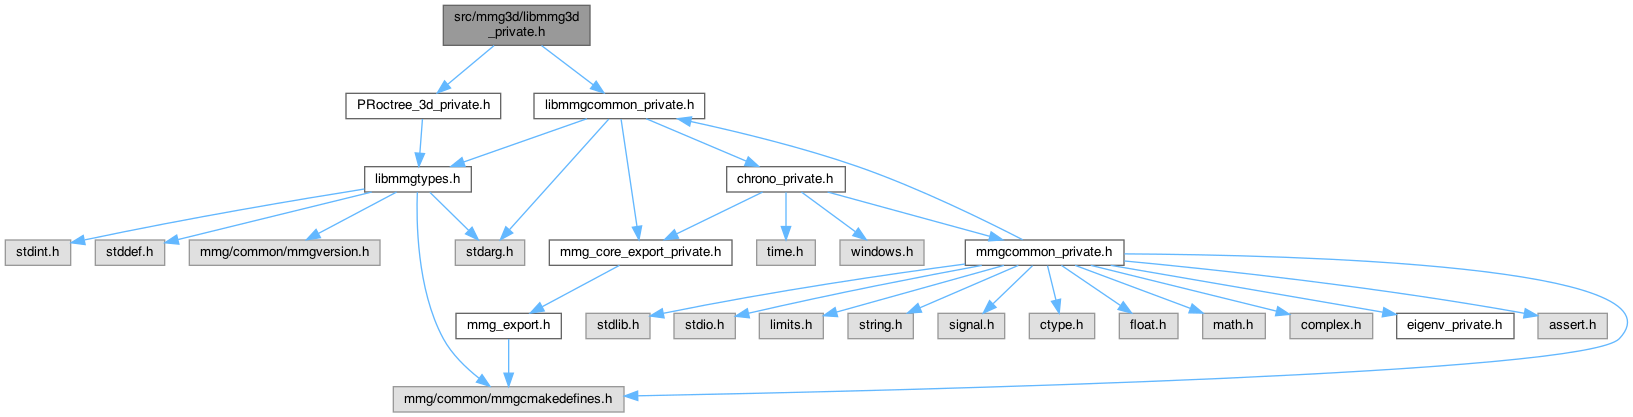 src/mmg3d/libmmg3d
_private.h
PRoctree_3d_private.h
libmmgcommon_private.h
libmmgtypes.h
chrono_private.h
stdint.h
stddef.h
mmg/common/mmgversion.h
stdarg.h
mmg_core_export_private.h
time.h
windows.h
mmgcommon_private.h
mmg_export.h
stdlib.h
stdio.h
limits.h
string.h
signal.h
ctype.h
float.h
math.h
complex.h
eigenv_private.h
assert.h
mmg/common/mmgcmakedefines.h